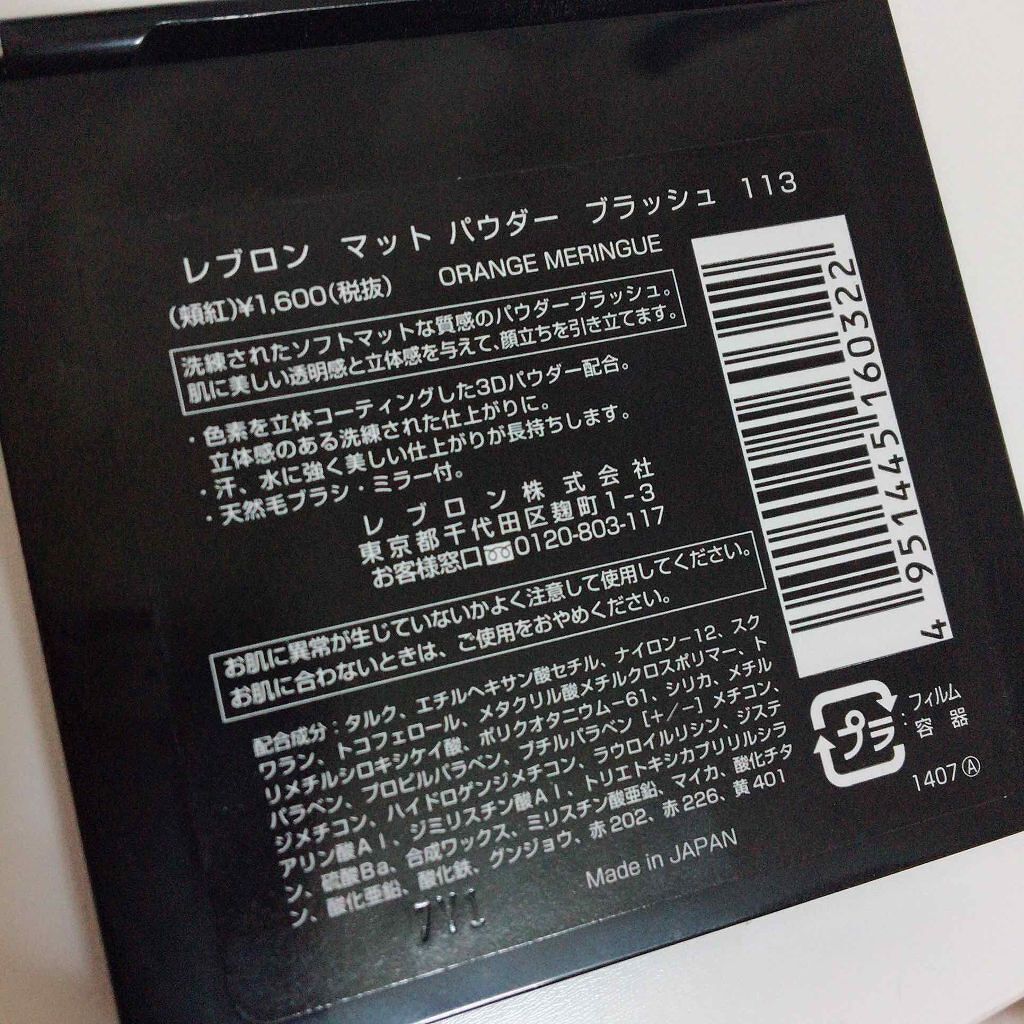 レブロン マット パウダー ブラッシュ 113
(頬紅)¥1,600(税抜) ORANGE MERINGUE
洗練されたソフトマットな質感のパウダーブラッシュ。
肌に美しい透明感と立体感を与えて、顔立ちを引き立てます。
・色素を立体コーティングした3Dパウダー配合。
立体感のある洗練された仕上がりに。
・汗、水に強く美しい仕上がりが長持ちします。
・天然毛ブラシ・ミラー付。
レブロン株式会社
東京都千代田区麹町1-3
お客様窓口 0120-803-117
お肌に異常が生じていないかよく注意して使用してください。
お肌に合わないときは、ご使用をおやめください。
配合成分：タルク、エチルヘキサン酸セチル、ナイロン-12、スク
ワラン、トコフェロール、メタクリル酸メチルクロスポリマー、ト
リメチルシロキシケイ酸、ポリクオタニウム-61、シリカ、メチル
パラベン、プロピルパラベン、ブチルパラベン [+/-] メチコン、
ジメチコン、ハイドロゲンジメチコン、ラウロイルリシン、ジステ
アリン酸Al、ジミリスチン酸Al、トリエトキシカプリリルシラ
ン、硫酸Ba、合成ワックス、ミリスチン酸亜鉛、マイカ、酸化チタ
ン、酸化亜鉛、酸化鉄、グンジョウ、赤202、赤226、黄401
Made in JAPAN
4951445160322
プラ
：フィルム
容器
1407 Ⓐ